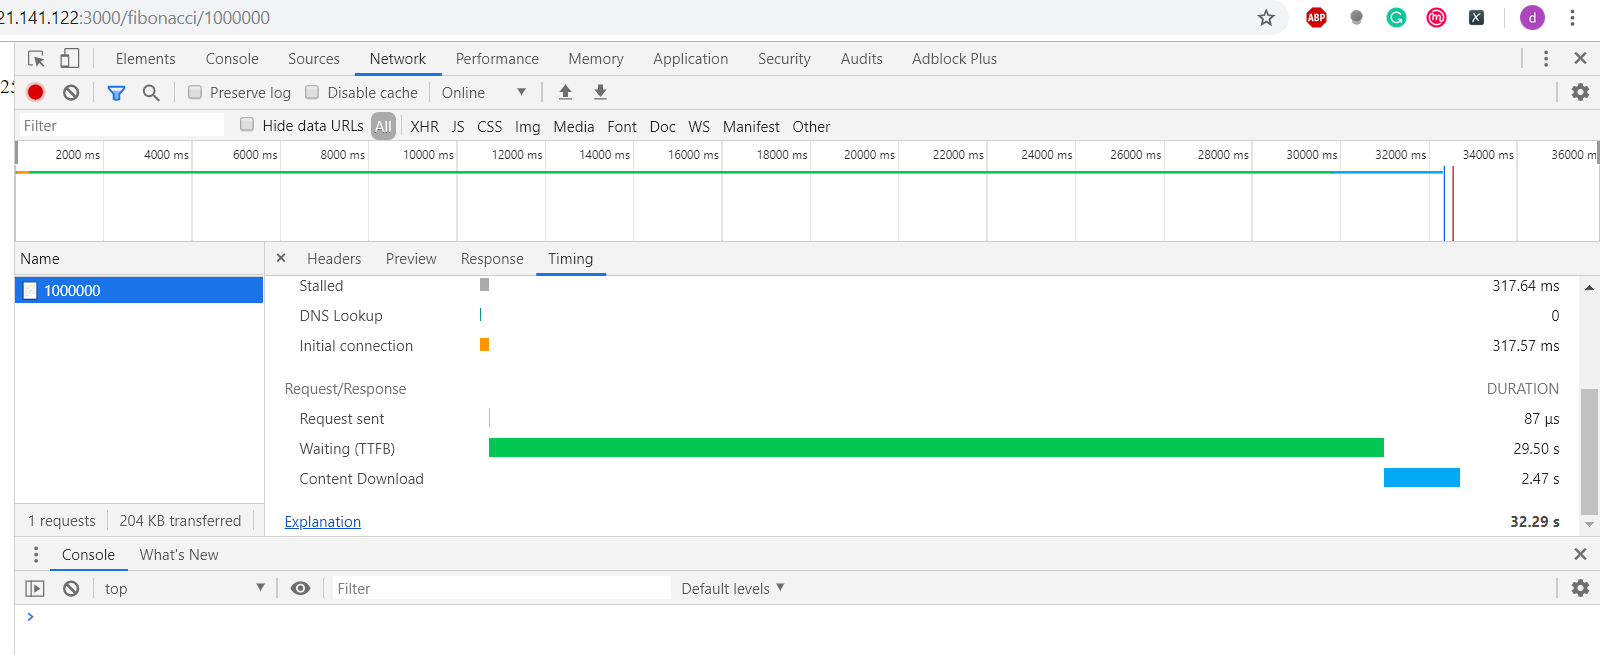 21.141.122:3000/fibonacci/1000000
ABP
d
Elements Console Sources Network Performance Memory Application Security Audits Adblock Plus
Preserve log Disable cache Online
Filter Hide data URLs All XHR JS CSS Img Media Font Doc WS Manifest Other
2000 ms 4000 ms 6000 ms 8000 ms 10000 ms 12000 ms 14000 ms 16000 ms 18000 ms 20000 ms 22000 ms 24000 ms 26000 ms 28000 ms 30000 ms 32000 ms 34000 ms 36000 m
Name × Headers Preview Response Timing
1000000
Stalled 317.64 ms
DNS Lookup 0
Initial connection 317.57 ms
Request/Response DURATION
Request sent 87 μs
Waiting (TTFB) 29.50 s
Content Download 2.47 s
1 requests 204 KB transferred
Explanation 32.29 s
Console What's New
top Filter Default levels